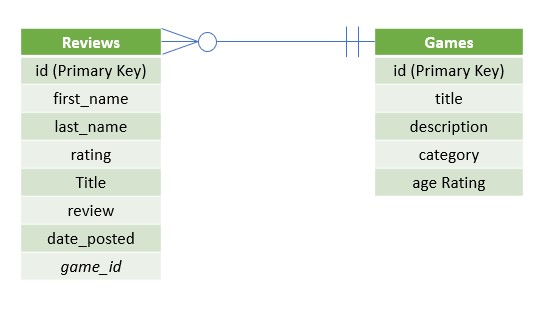 Reviews
id (Primary Key)
first_name
last_name
rating
Title
review
date_posted
game_id
Games
id (Primary Key)
title
description
category
age Rating